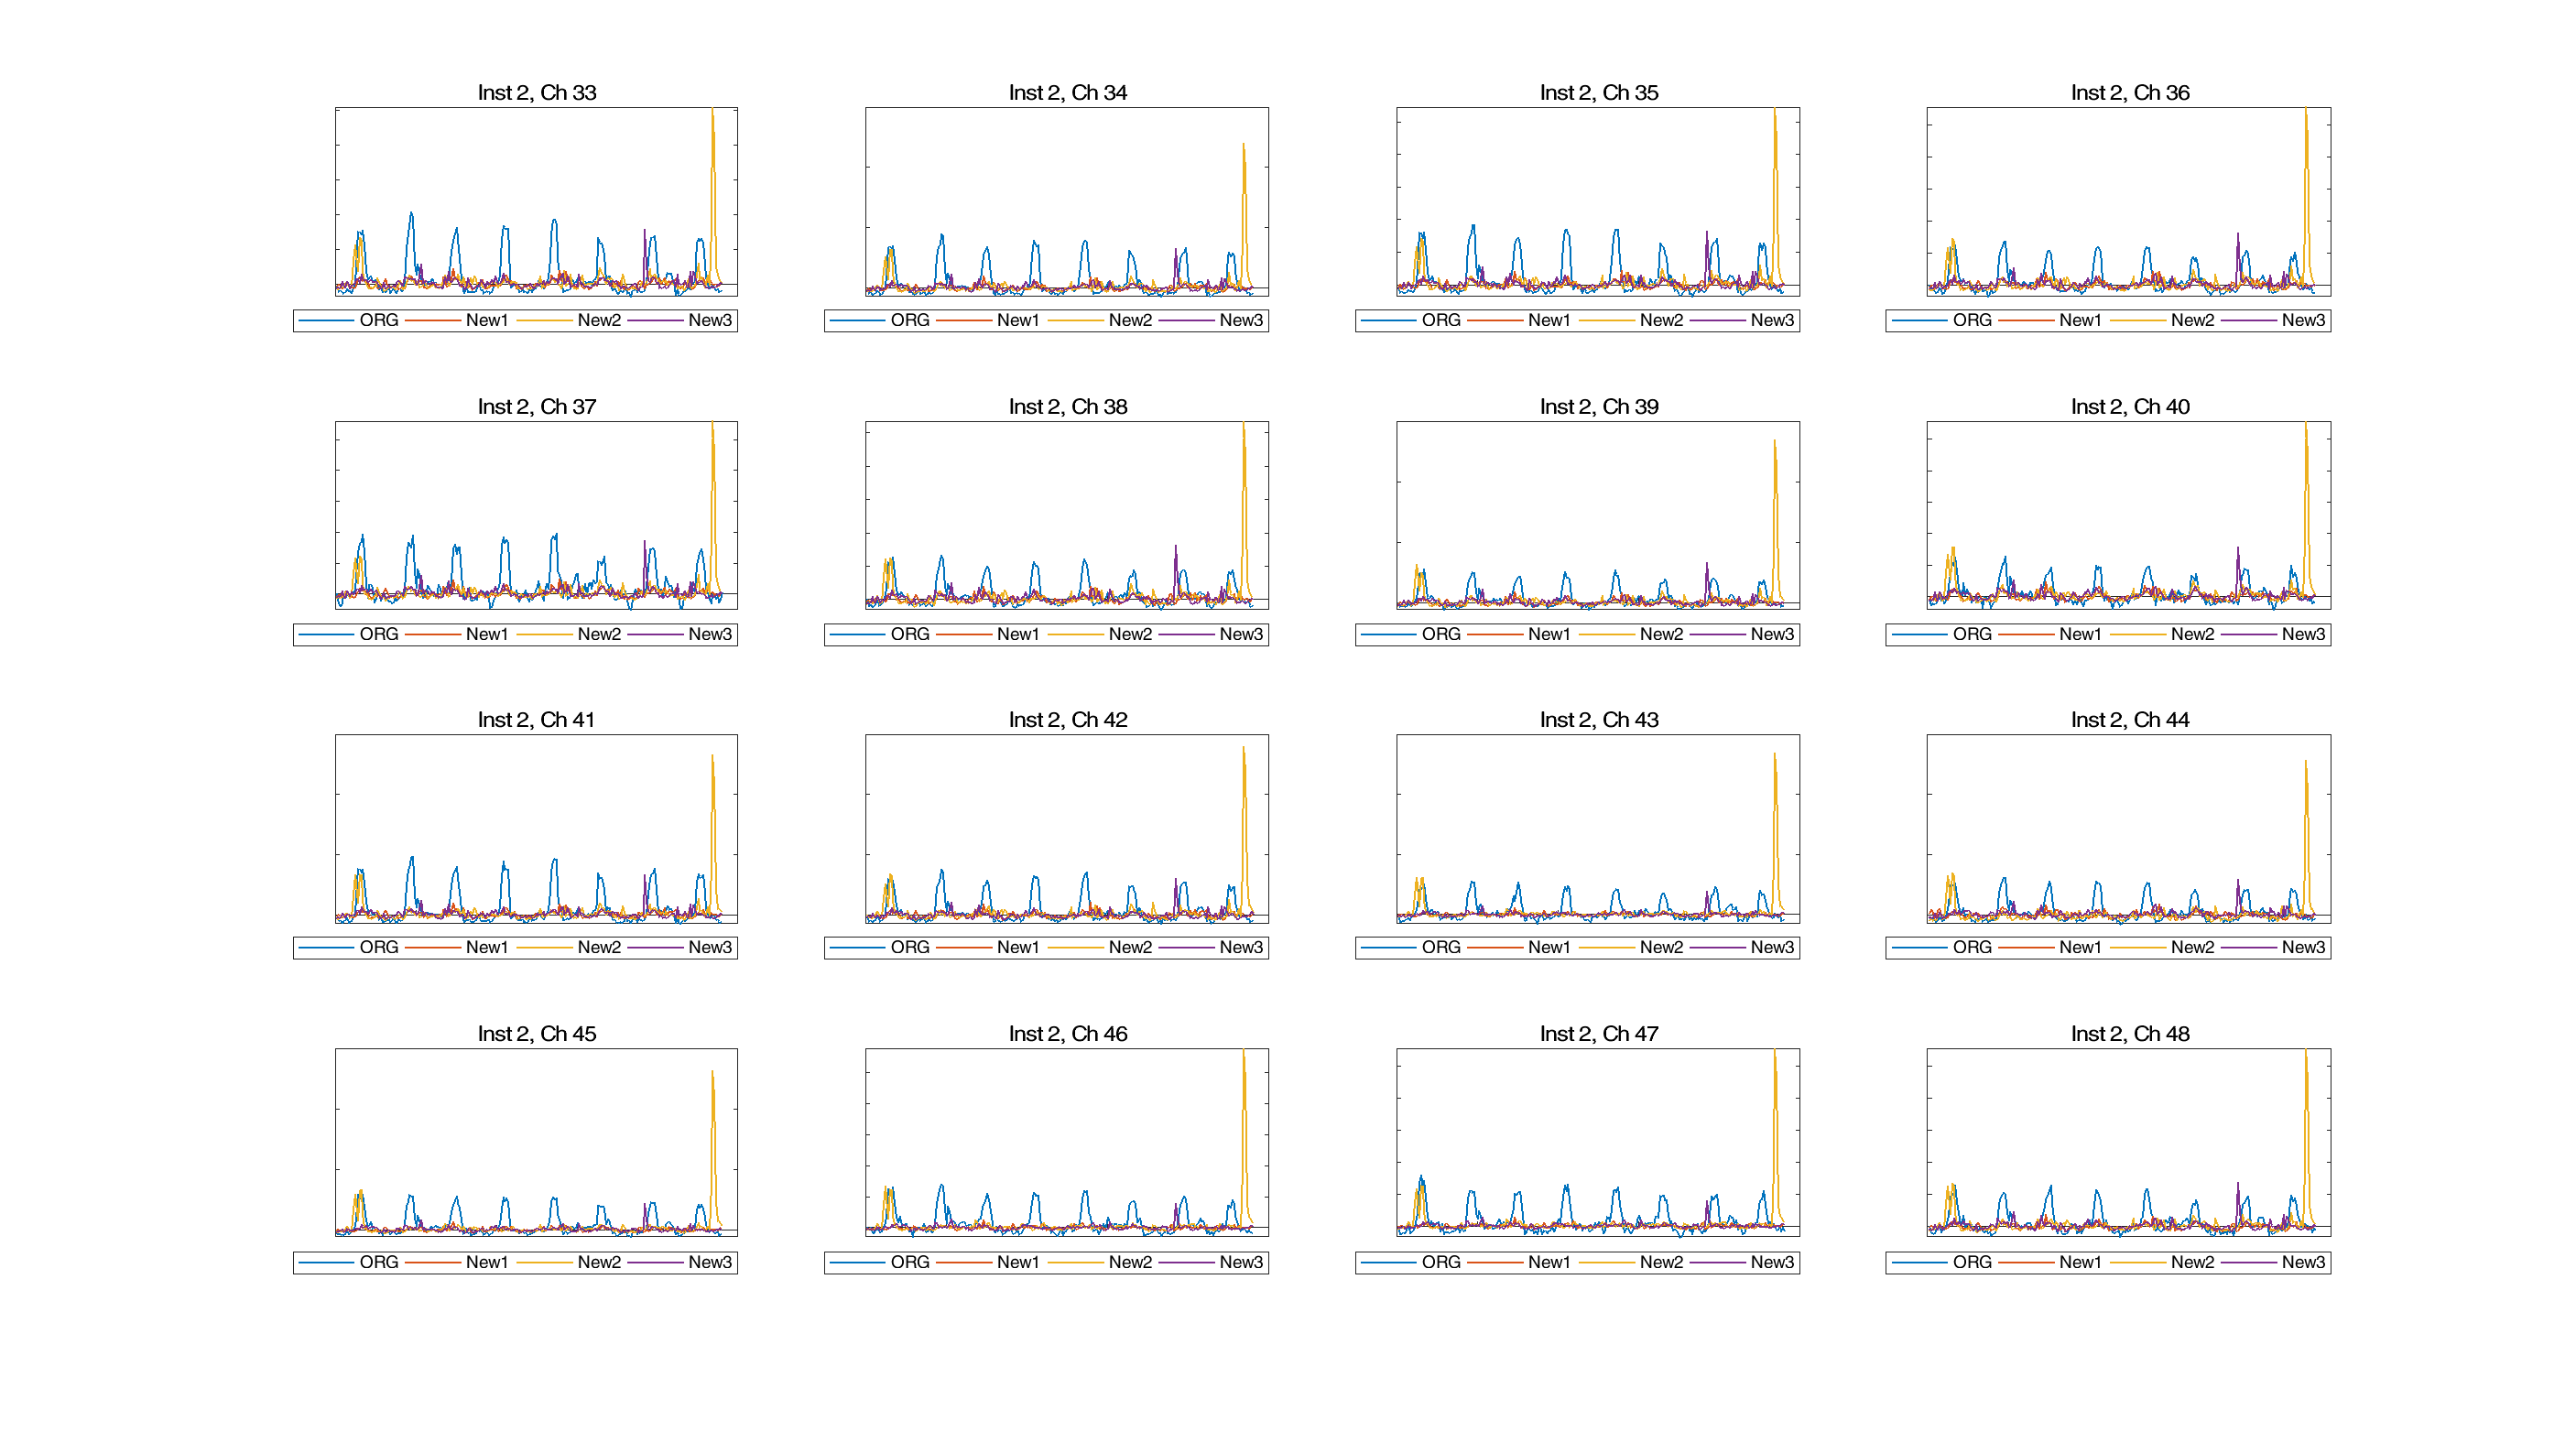 Inst 2, Ch 33
Inst 2, Ch 34
Inst 2, Ch 35
Inst 2, Ch 36
ORG New1 New2 New3
ORG New1 New2 New3
ORG New1 New2 New3
ORG New1 New2 New3
Inst 2, Ch 37
Inst 2, Ch 38
Inst 2, Ch 39
Inst 2, Ch 40
ORG New1 New2 New3
ORG New1 New2 New3
ORG New1 New2 New3
ORG New1 New2 New3
Inst 2, Ch 41
Inst 2, Ch 42
Inst 2, Ch 43
Inst 2, Ch 44
ORG New1 New2 New3
ORG New1 New2 New3
ORG New1 New2 New3
ORG New1 New2 New3
Inst 2, Ch 45
Inst 2, Ch 46
Inst 2, Ch 47
Inst 2, Ch 48
ORG New1 New2 New3
ORG New1 New2 New3
ORG New1 New2 New3
ORG New1 New2 New3